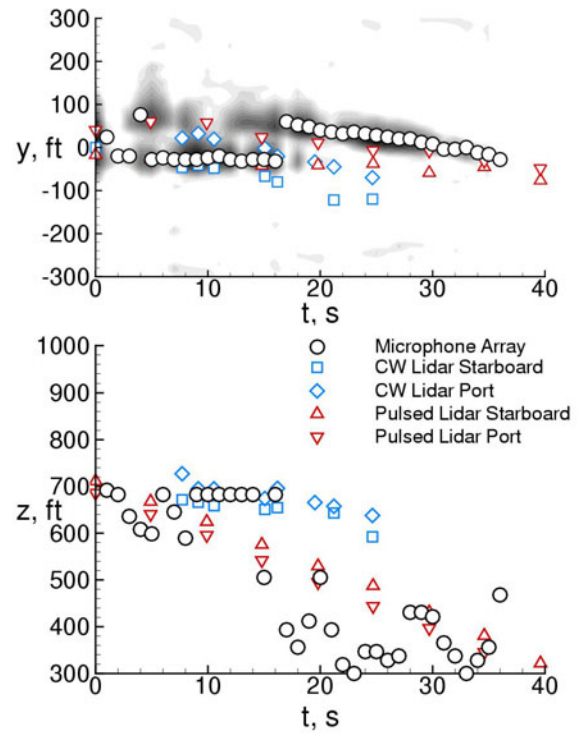 300
200
100
y, ft
0
-100
-200
-300
0 10 20 30 40
t, s
1000
Microphone Array
CW Lidar Starboard
900
CW Lidar Port
Pulsed Lidar Starboard
800
Pulsed Lidar Port
700
z, ft
600
500
400
300
0 10 20 30 40
t, s